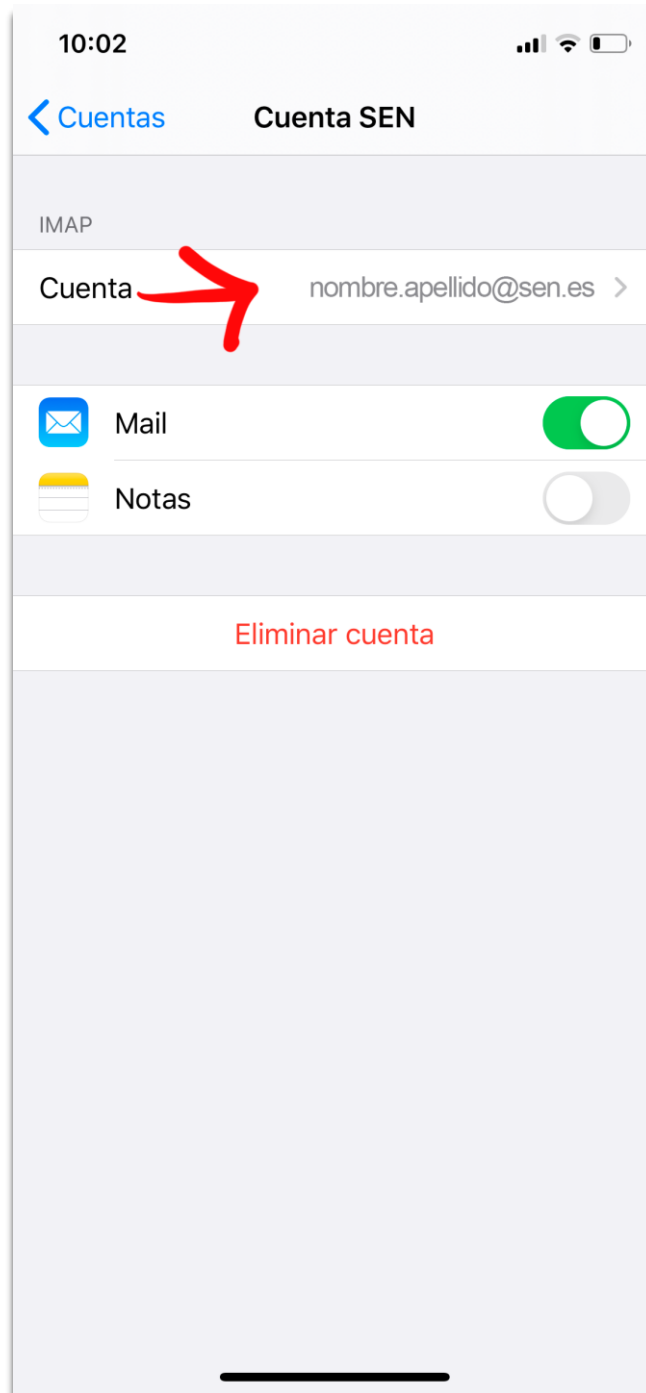 10:02
Cuentas Cuenta SEN
IMAP
Cuenta nombre.apellido@sen.es
Mail
Notas
Eliminar cuenta